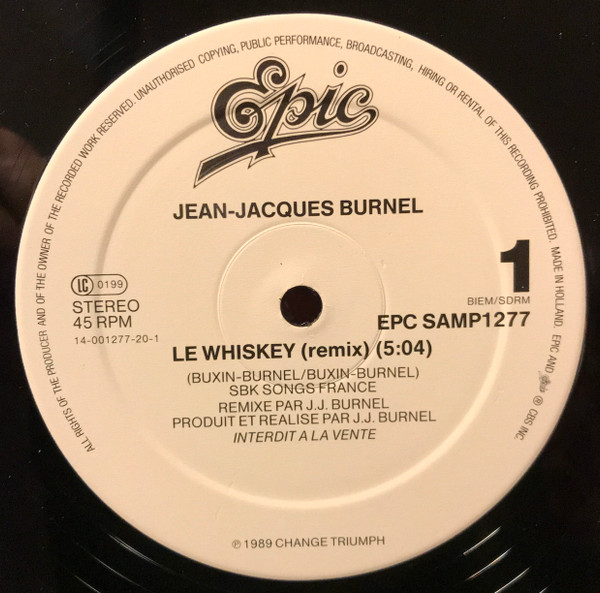 ALL RIGHTS OF THE PRODUCER AND OF THE OWNER OF THE RECORDED WORK RESERVED. UNAUTHORISED COPYING, PUBLIC PERFORMANCE, BROADCASTING, HIRING OR RENTAL OF THIS RECORDING PROHIBITED. MADE IN HOLLAND. EPIC AND Epic ® CBS INC.
Epic
JEAN-JACQUES BURNEL
1
LC 0199
STEREO
45 RPM
14-001277-20-1
BIEM/SDRM
EPC SAMP1277
LE WHISKEY (remix) (5:04)
(BUXIN-BURNEL/BUXIN-BURNEL)
SBK SONGS FRANCE
REMIXE PAR J.J. BURNEL
PRODUIT ET REALISE PAR J.J. BURNEL
INTERDIT A LA VENTE
℗ 1989 CHANGE TRIUMPH